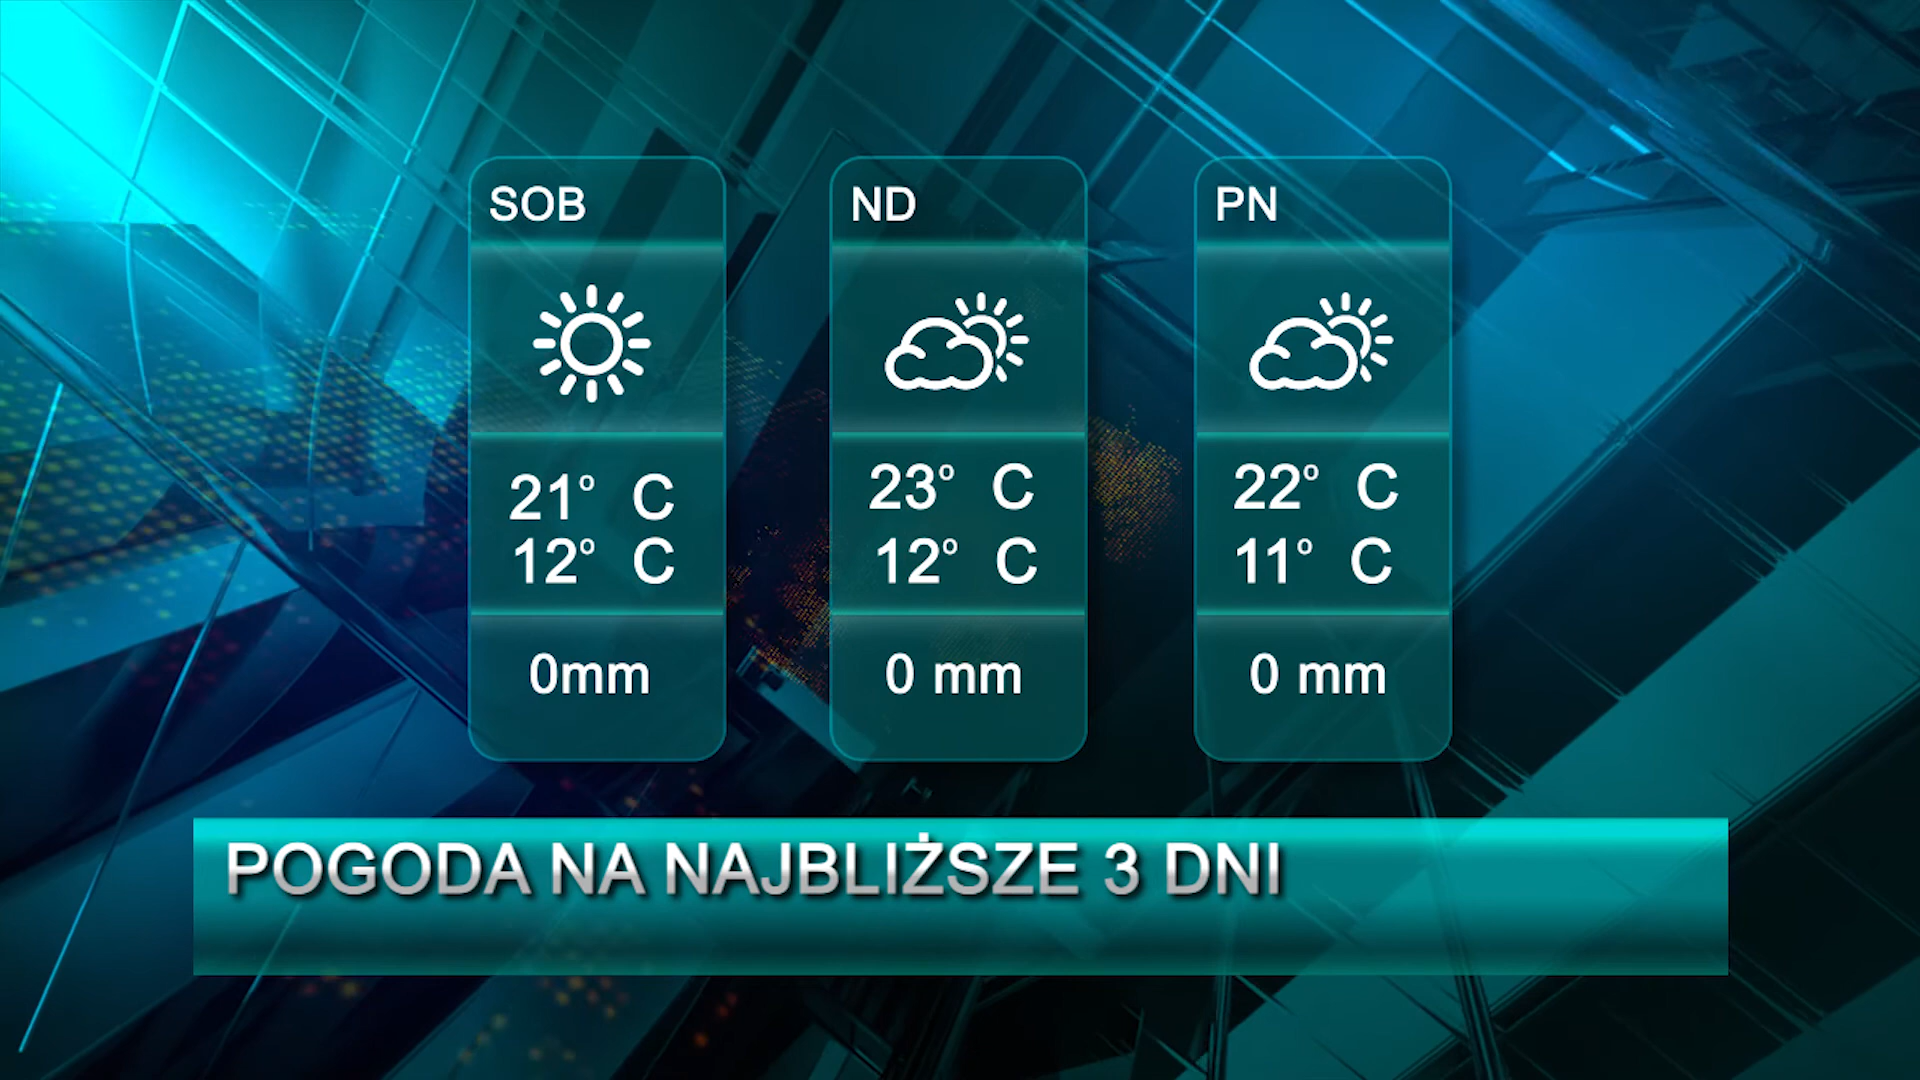 SOB
21° C
12° C
0mm
ND
23° C
12° C
0 mm
PN
22° C
11° C
0 mm
POGODA NA NAJBLIŻSZE 3 DNI